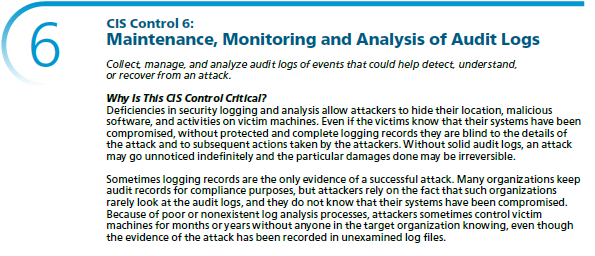 6
CIS Control 6:
Maintenance, Monitoring and Analysis of Audit Logs
Collect, manage, and analyze audit logs of events that could help detect, understand,
or recover from an attack.
Why Is This CIS Control Critical?
Deficiencies in security logging and analysis allow attackers to hide their location, malicious
software, and activities on victim machines. Even if the victims know that their systems have been
compromised, without protected and complete logging records they are blind to the details of
the attack and to subsequent actions taken by the attackers. Without solid audit logs, an attack
may go unnoticed indefinitely and the particular damages done may be irreversible.
Sometimes logging records are the only evidence of a successful attack. Many organizations keep
audit records for compliance purposes, but attackers rely on the fact that such organizations
rarely look at the audit logs, and they do not know that their systems have been compromised.
Because of poor or nonexistent log analysis processes, attackers sometimes control victim
machines for months or years without anyone in the target organization knowing, even though
the evidence of the attack has been recorded in unexamined log files.